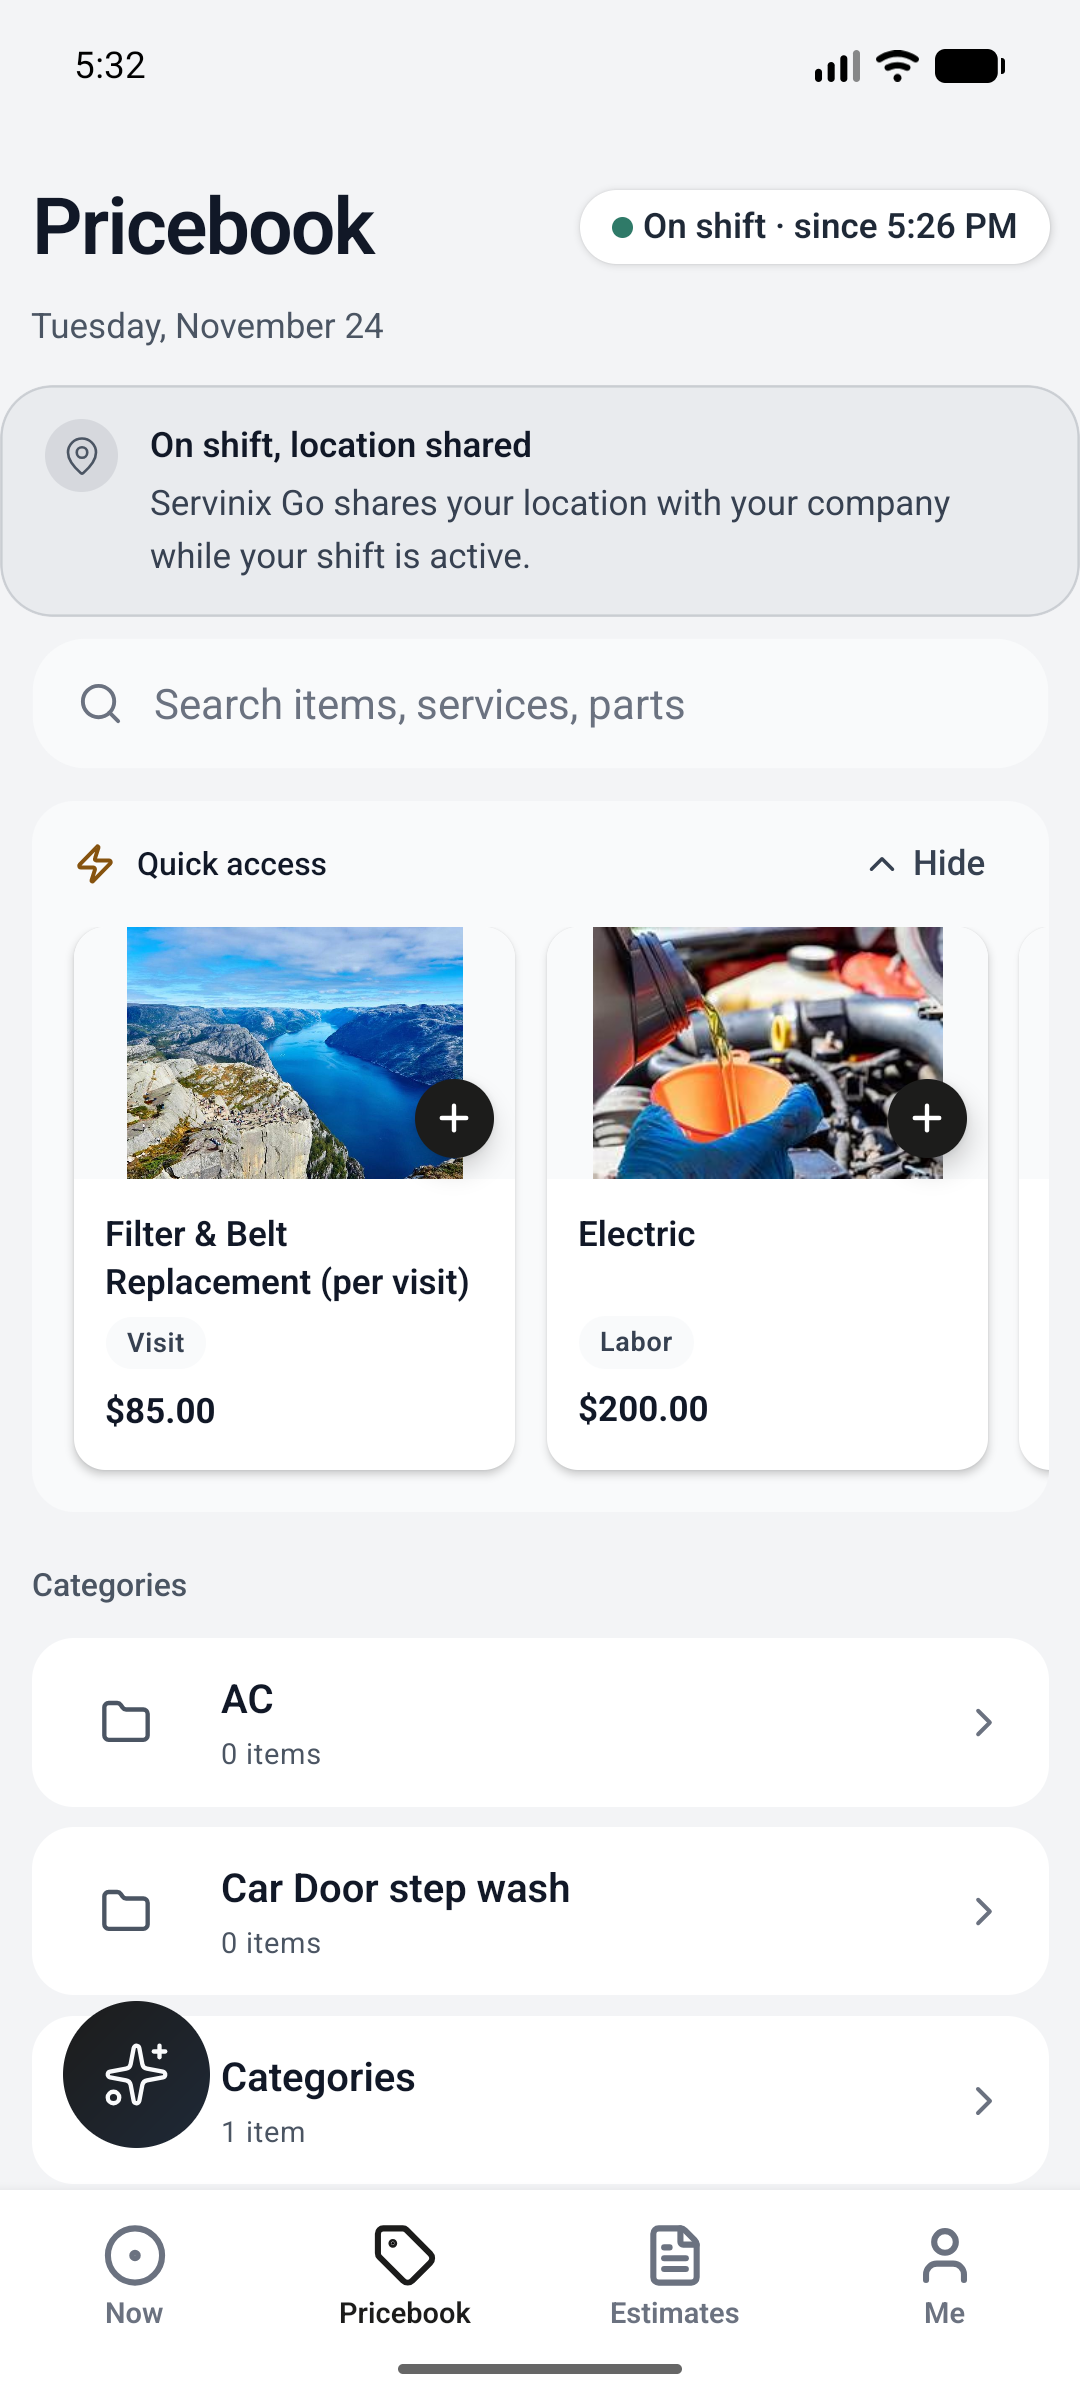 5:32
Pricebook
On shift · since 5:26 PM
Tuesday, November 24
On shift, location shared
Servinix Go shares your location with your company
while your shift is active.
Search items, services, parts
Quick access
Hide
Filter & Belt
Replacement (per visit)
Visit
$85.00
Electric
Labor
$200.00
Categories
AC
0 items
Car Door step wash
0 items
Categories
1 item
Now
Pricebook
Estimates
Me